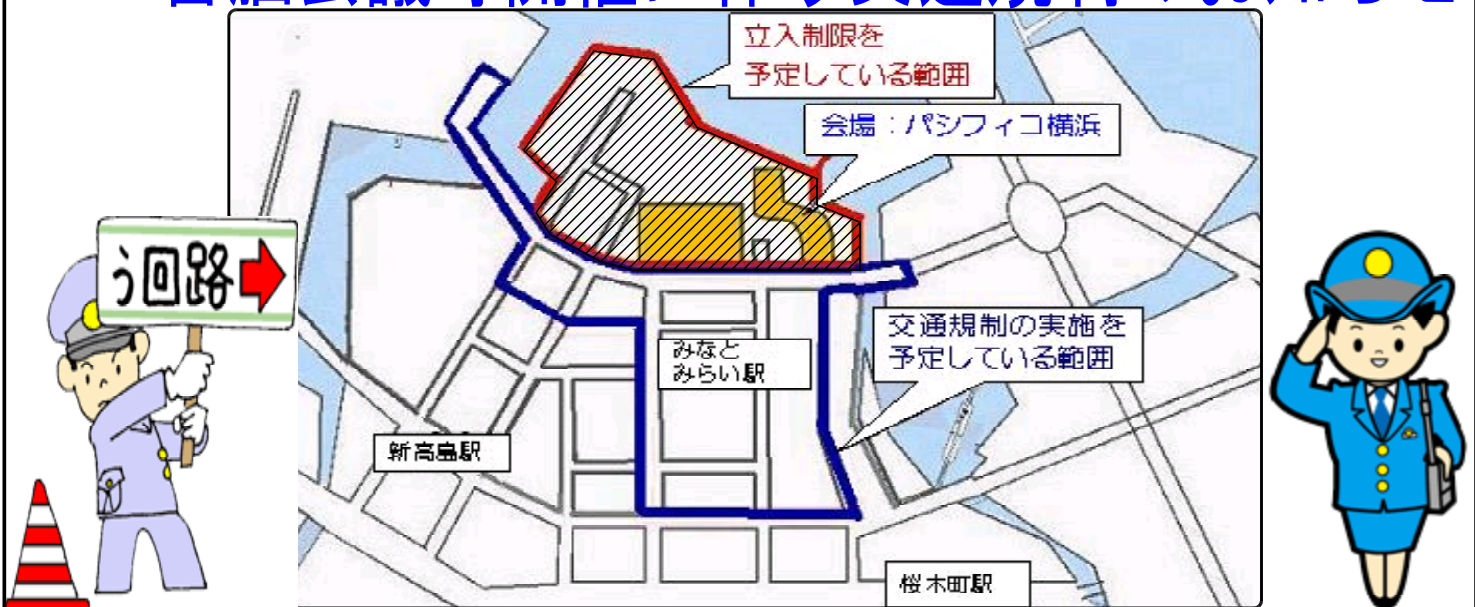 立入制限を
予定している範囲
会場：パシフィコ横浜
う回路
交通規制の実施を
予定している範囲
みなと
みらい駅
新高島駅
桜木町駅